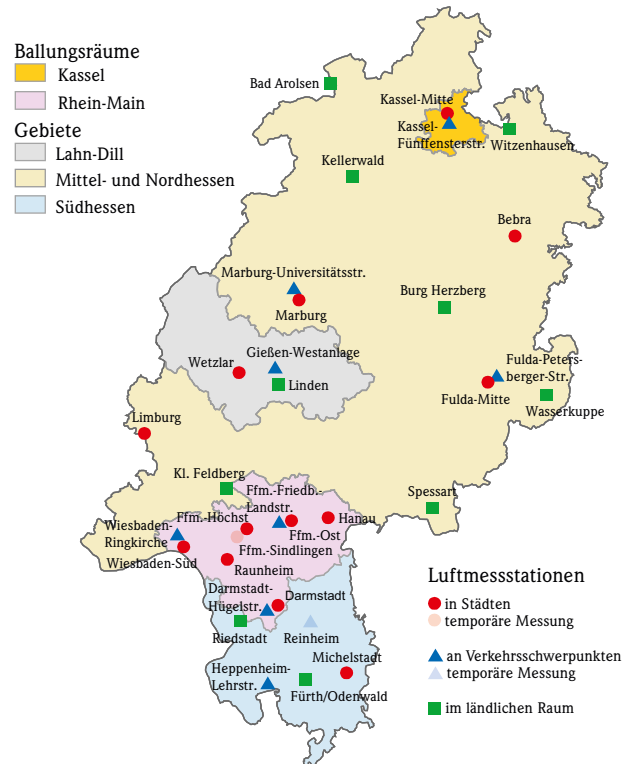 Ballungsräume
Kassel
Rhein-Main
Gebiete
Lahn-Dill
Mittel- und Nordhessen
Südhessen
Bad Arolsen
Kassel-Mitte
Kassel-
Fünffensterstr.
Witzenhausen
Kellerwald
Bebra
Marburg-Universitätsstr.
Marburg
Burg Herzberg
Gießen-Westanlage
Wetzlar
Linden
Fulda-Peters-
berger-Str.
Fulda-Mitte
Wasserkuppe
Limburg
Kl. Feldberg
Ffm.-Friedb.-
Landstr.
Spessart
Ffm.-Höchst
Hanau
Wiesbaden-
Ringkirche
Ffm.-Ost
Ffm.-Sindlingen
Wiesbaden-Süd
Raunheim
Darmstadt-
Hügelstr.
Darmstadt
Riedstadt
Reinheim
Michelstadt
Heppenheim-
Lehrstr.
Fürth/Odenwald
Luftmessstationen
in Städten
temporäre Messung
an Verkehrsschwerpunkten
temporäre Messung
im ländlichen Raum